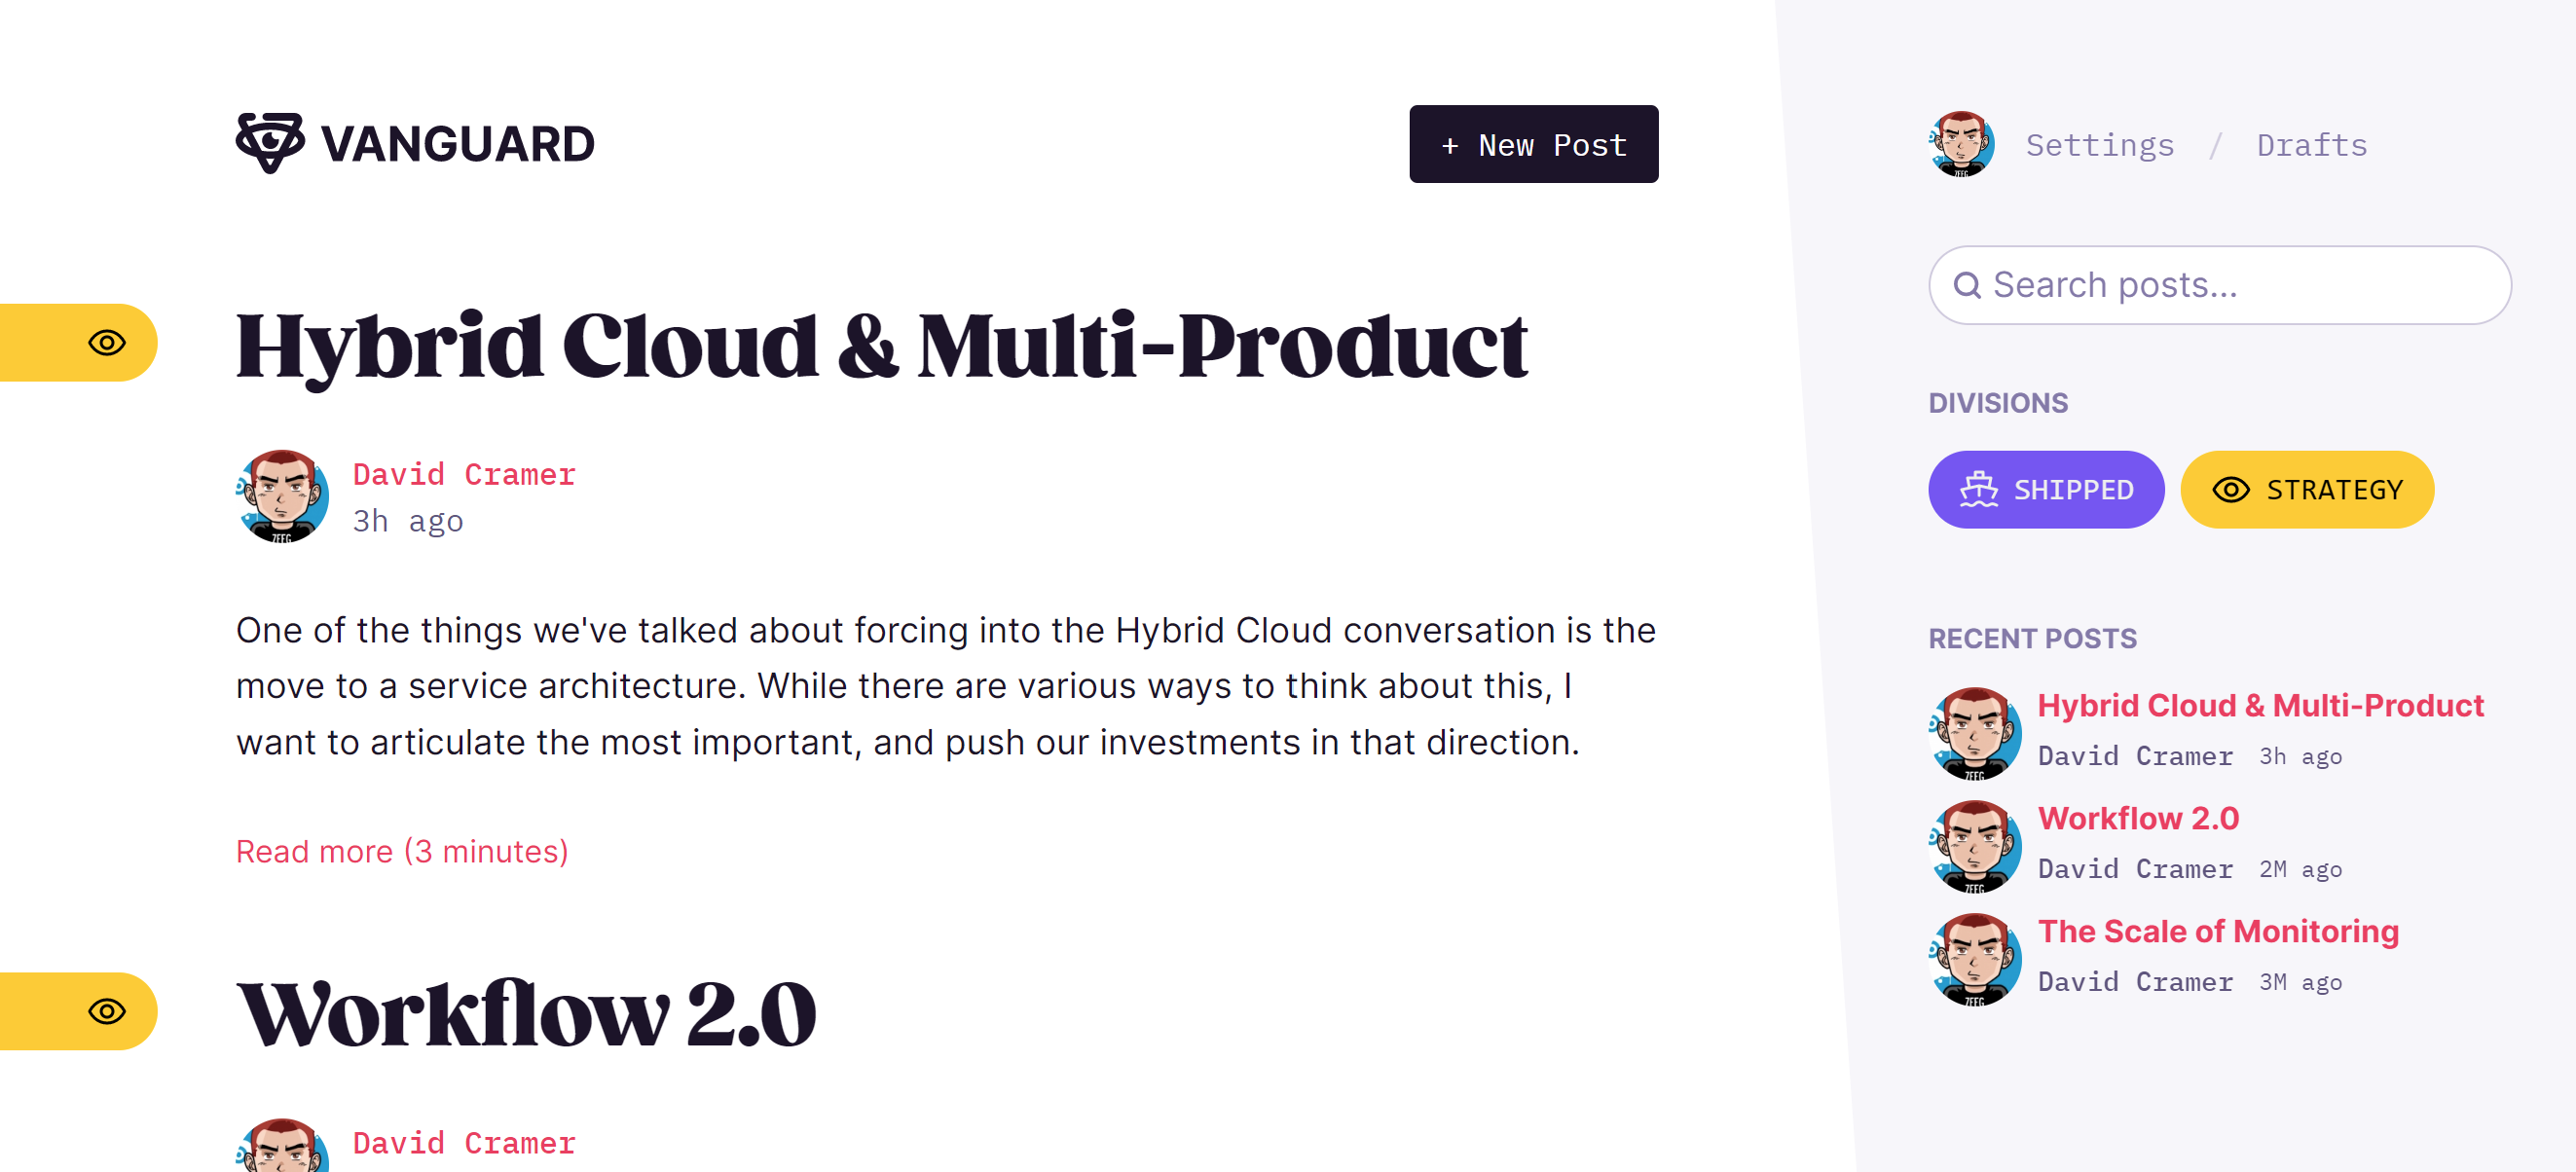 VANGUARD
+ New Post
Hybrid Cloud & Multi-Product
David Cramer
3h ago
One of the things we've talked about forcing into the Hybrid Cloud conversation is the
move to a service architecture. While there are various ways to think about this, I
want to articulate the most important, and push our investments in that direction.
Read more (3 minutes)
Workflow 2.0
David Cramer
Settings / Drafts
Search posts...
DIVISIONS
SHIPPED STRATEGY
RECENT POSTS
Hybrid Cloud & Multi-Product
David Cramer 3h ago
Workflow 2.0
David Cramer 2M ago
The Scale of Monitoring
David Cramer 3M ago